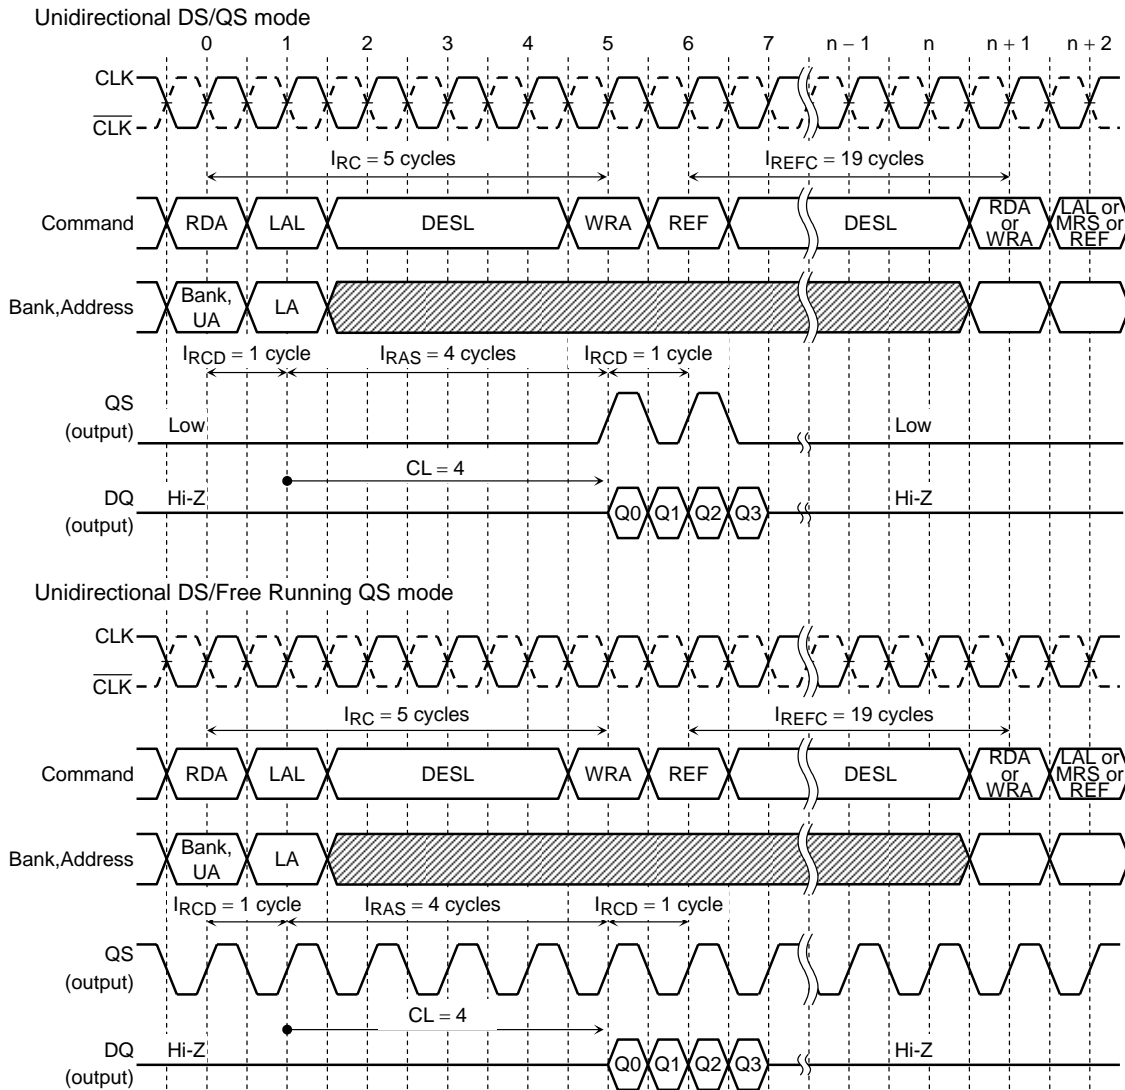 Unidirectional DS/QS mode
0 1 2 3 4 5 6 7 n − 1 n n + 1 n + 2
CLK
CLK
IRC = 5 cycles IREFC = 19 cycles
Command RDA LAL DESL WRA REF DESL RDA or WRA LAL or MRS or REF
Bank,Address Bank, UA LA
IRCD = 1 cycle IRAS = 4 cycles IRCD = 1 cycle
QS (output) Low Low
CL = 4
DQ (output) Hi-Z Q0 Q1 Q2 Q3 Hi-Z
Unidirectional DS/Free Running QS mode
CLK
CLK
IRC = 5 cycles IREFC = 19 cycles
Command RDA LAL DESL WRA REF DESL RDA or WRA LAL or MRS or REF
Bank,Address Bank, UA LA
IRCD = 1 cycle IRAS = 4 cycles IRCD = 1 cycle
QS (output)
CL = 4
DQ (output) Hi-Z Q0 Q1 Q2 Q3 Hi-Z